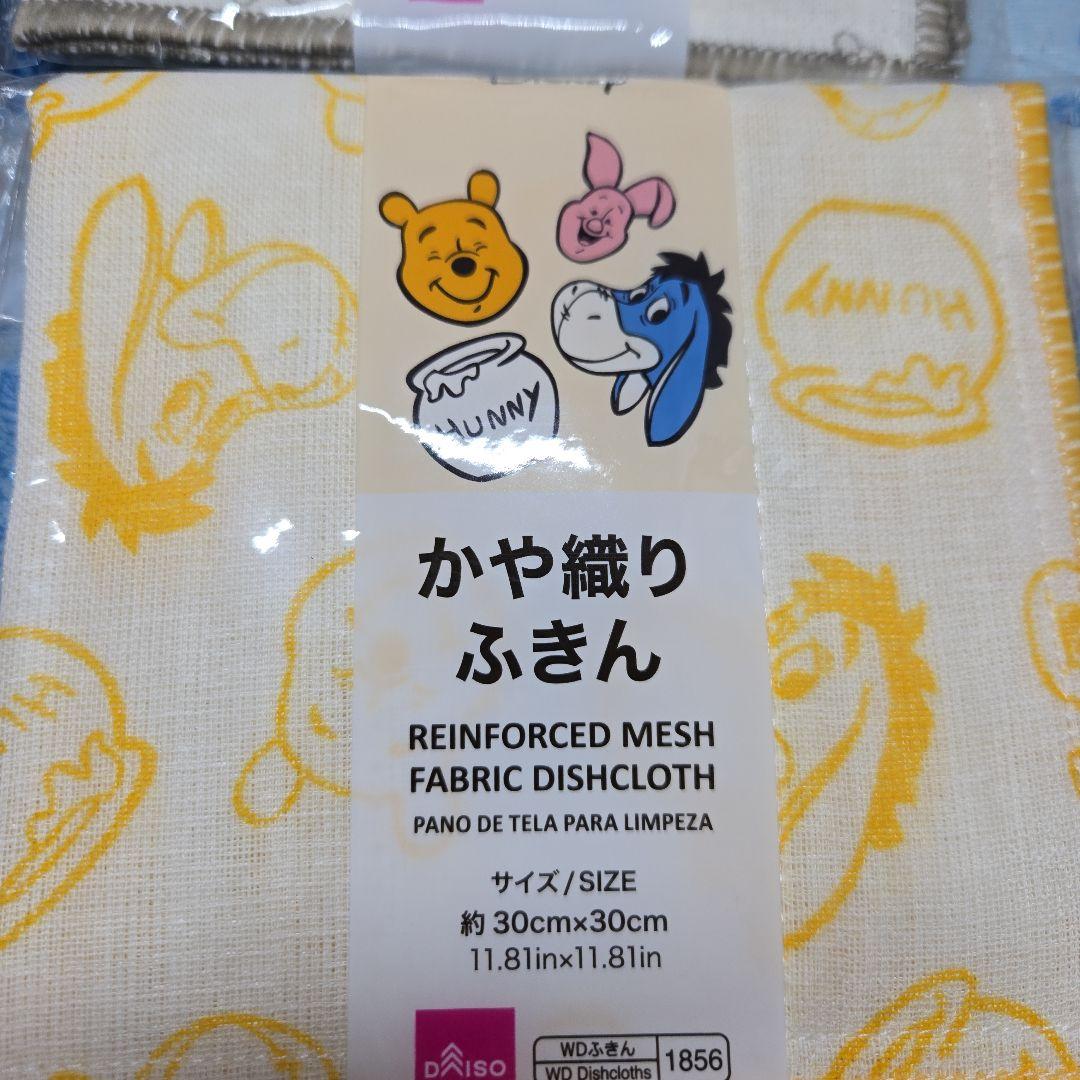 HUNNY
HUNNY
かや織り
ふきん
REINFORCED MESH
FABRIC DISHCLOTH
PANO DE TELA PARA LIMPEZA
サイズ/SIZE
約 30cm×30cm
11.81in×11.81in
DAISO
WDふきん
WD Dishcloths
1856